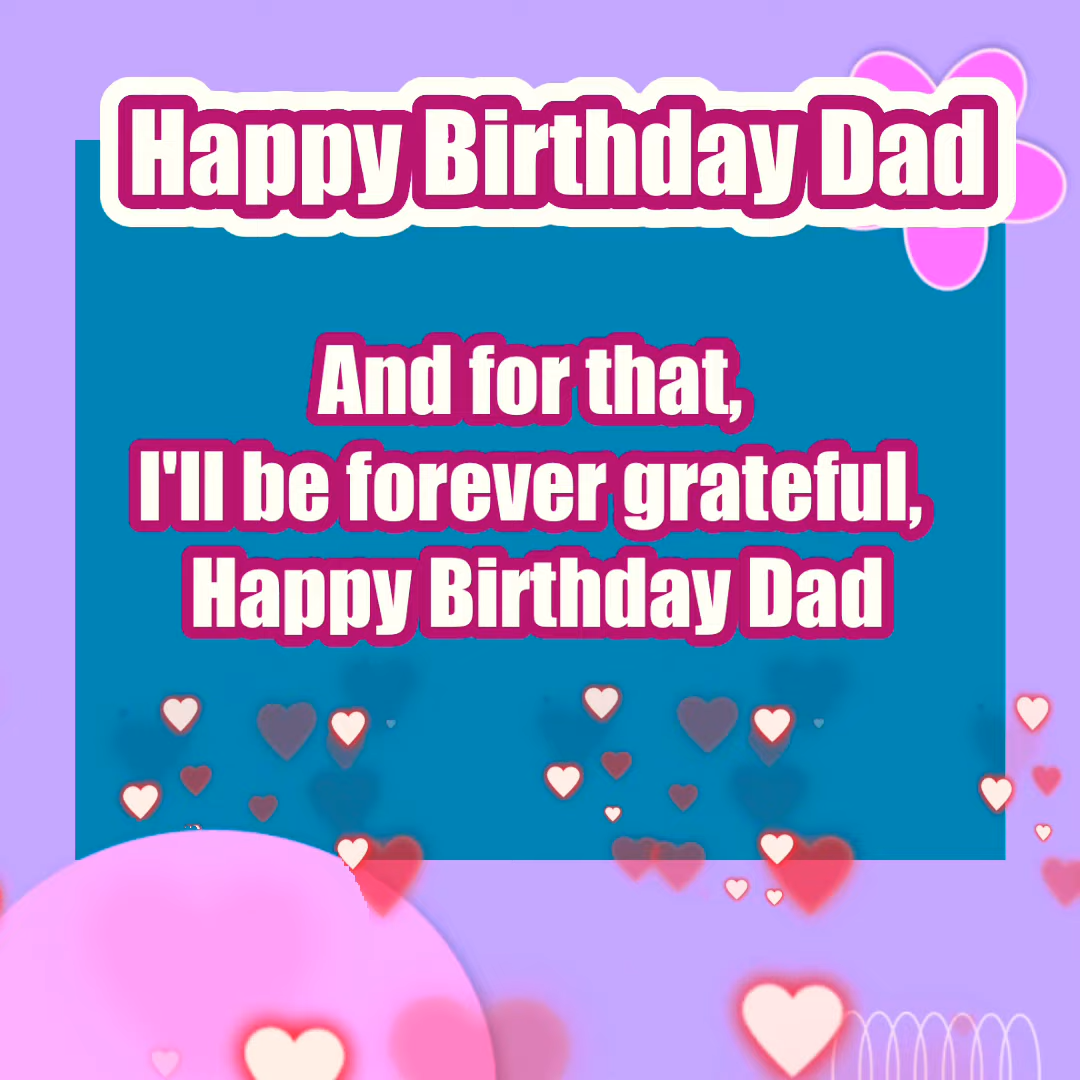 Happy Birthday Dad
And for that,
I'll be forever grateful,
Happy Birthday Dad